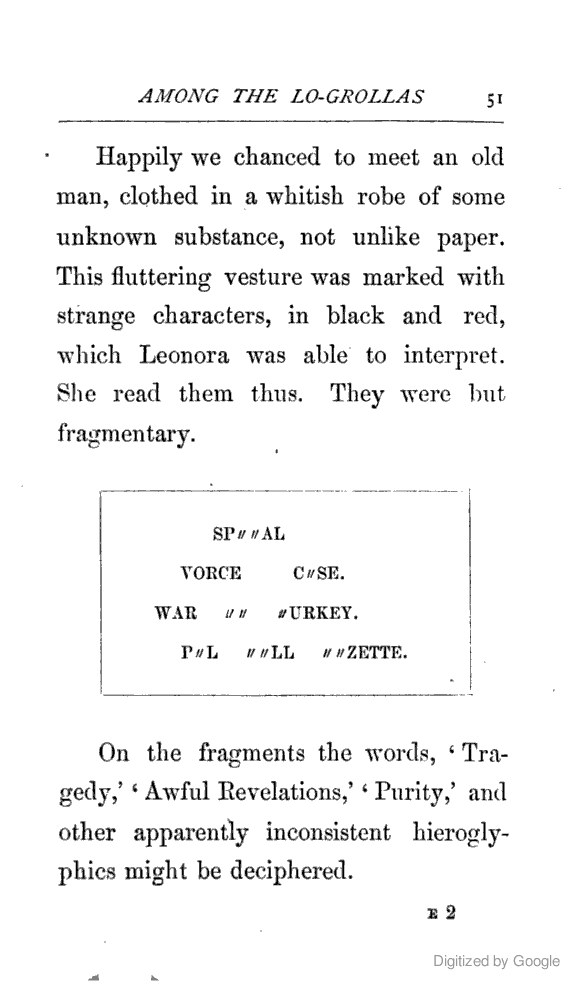 AMONG THE LO-GROLLAS 51
Happily we chanced to meet an old
man, clothed in a whitish robe of some
unknown substance, not unlike paper.
This fluttering vesture was marked with
strange characters, in black and red,
which Leonora was able to interpret.
She read them thus. They were but
fragmentary.
SP〃〃AL
VORCE C〃SE.
WAR 〃〃 〃URKEY.
P〃L 〃〃LL 〃〃ZETTE.
On the fragments the words, ‘Tra-
gedy,’ ‘Awful Revelations,’ ‘Purity,’ and
other apparently inconsistent hierogly-
phics might be deciphered.
E 2
Digitized by Google